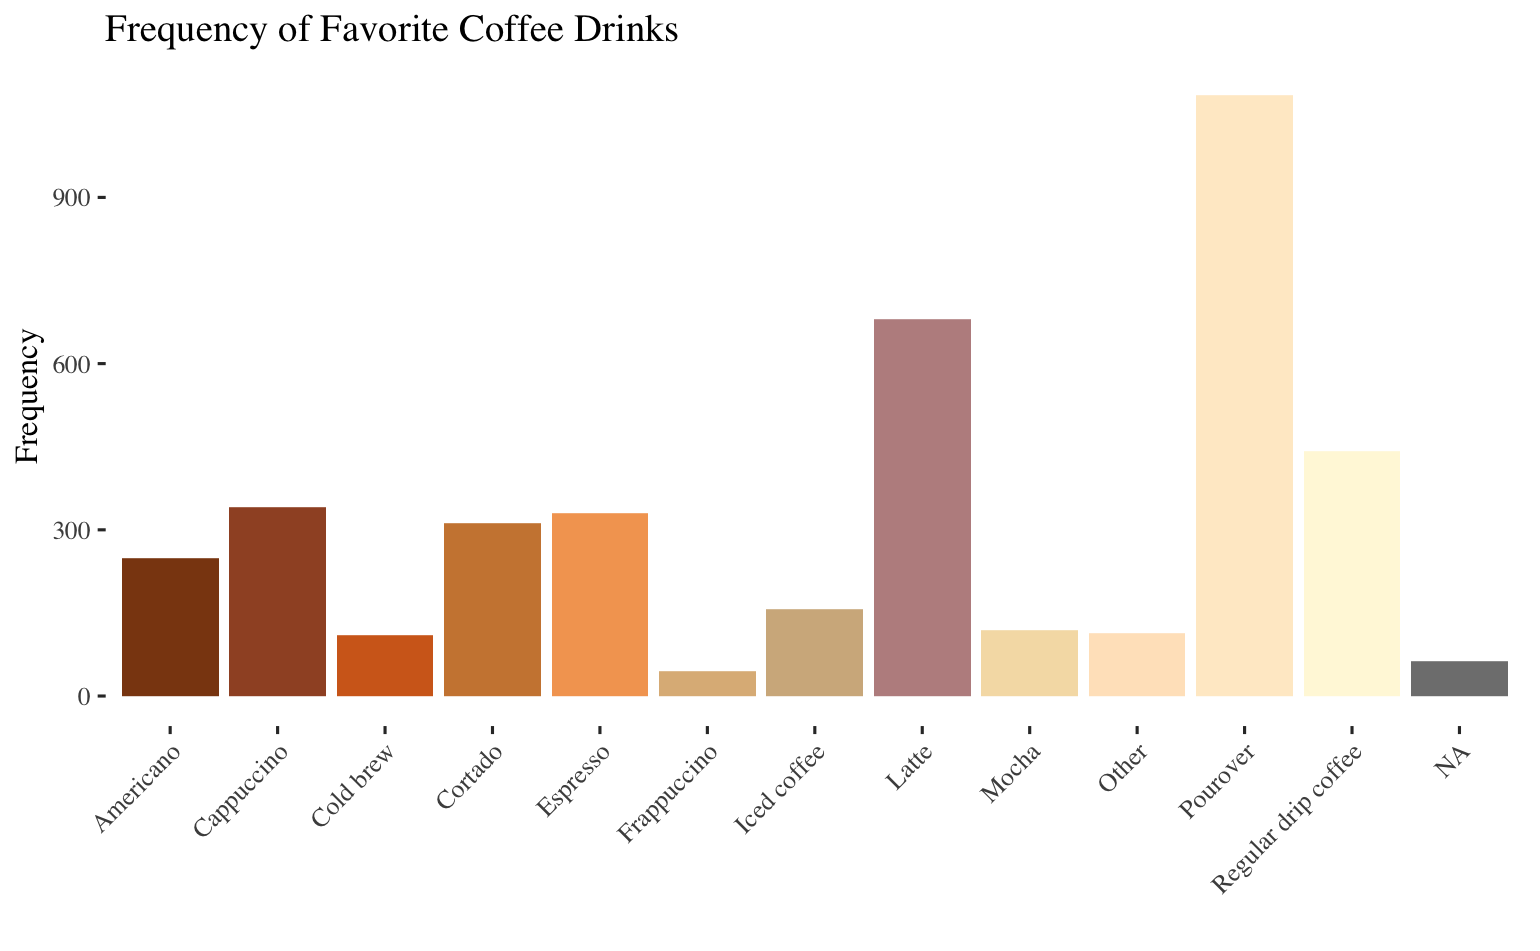 Frequency of Favorite Coffee Drinks
Frequency
900
600
300
0
Americano
Cappuccino
Cold brew
Cortado
Espresso
Frappuccino
Iced coffee
Latte
Mocha
Other
Pourover
Regular drip coffee
NA